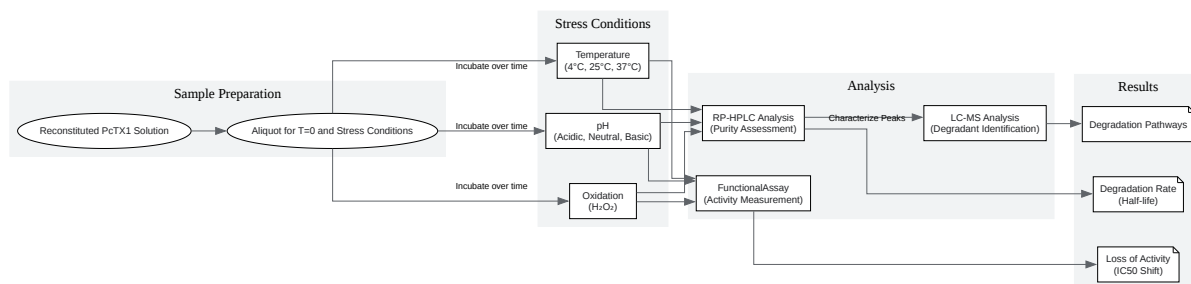 Sample Preparation
Reconstituted PcTX1 Solution
Aliquot for T=0 and Stress Conditions
Incubate over time
Incubate over time
Incubate over time
Stress Conditions
Temperature
(4°C, 25°C, 37°C)
pH
(Acidic, Neutral, Basic)
Oxidation
(H₂O₂)
Analysis
RP-HPLC Analysis
(Purity Assessment)
Characterize Peaks
LC-MS Analysis
(Degradant Identification)
FunctionalAssay
(Activity Measurement)
Results
Degradation Pathways
Degradation Rate
(Half-life)
Loss of Activity
(IC50 Shift)